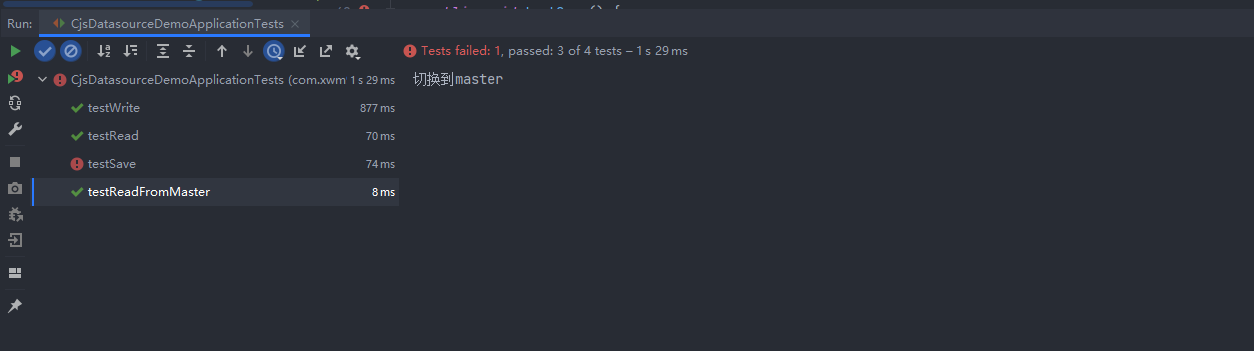 Run: CjsDatasourceDemoApplicationTests
Tests failed: 1, passed: 3 of 4 tests – 1 s 29 ms
CjsDatasourceDemoApplicationTests (com.xwm 1 s 29 ms
切换到master
testWrite 877 ms
testRead 70 ms
testSave 74 ms
testReadFromMaster 8 ms